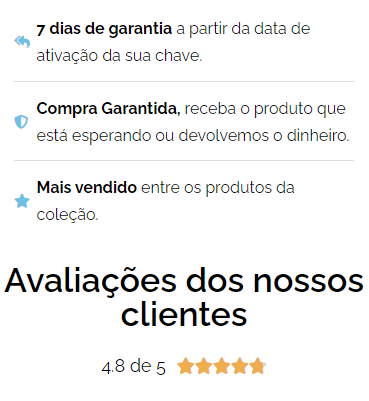 7 dias de garantia a partir da data de
ativação da sua chave.
Compra Garantida, receba o produto que
está esperando ou devolvemos o dinheiro.
Mais vendido entre os produtos da
coleção.
Avaliações dos nossos
clientes
4.8 de 5